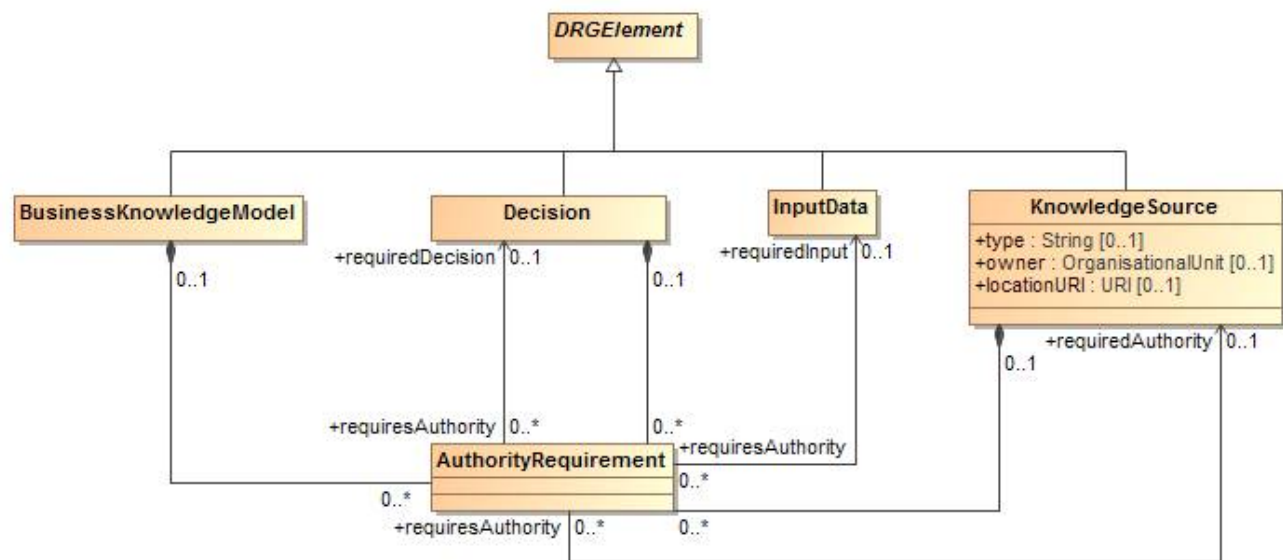 DRGElement
BusinessKnowledgeModel
Decision
InputData
KnowledgeSource
+type : String [0..1]
+owner : OrganisationalUnit [0..1]
+locationURI : URI [0..1]
+requiredDecision
0..1
+requiredInput
0..1
0..1
0..1
+requiredAuthority
0..1
0..1
+requiresAuthority
0..*
0..*
+requiresAuthority
AuthorityRequirement
0..*
0..*
+requiresAuthority
0..*
0..*